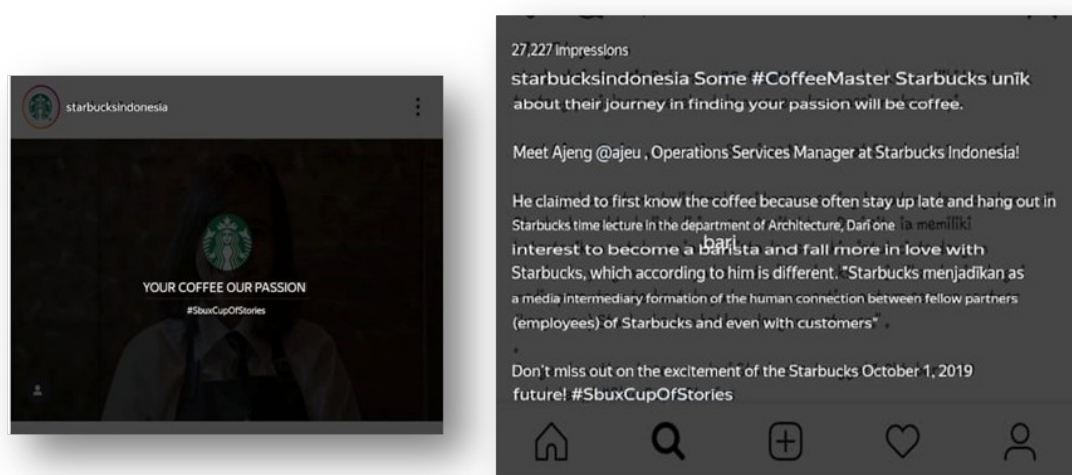 starbucksindonesia
YOUR COFFEE OUR PASSION
#SbuxCupOfStories
27,227 impressions
starbucksindonesia Some #CoffeeMaster Starbucks unīk
about their journey in finding your passion will be coffee.
Meet Ajeng @ajeu , Operations Services Manager at Starbucks Indonesia!
He claimed to first know the coffee because often stay up late and hang out in
Starbucks time lecture in the department of Architecture, Dari one ia memiliki
bari
interest to become a barista and fall more in love with
Starbucks, which according to him is different. "Starbucks menjadīkan as
a media intermediary formation of the human connection between fellow partners
(employees) of Starbucks and even with customers" .
Don't miss out on the excitement of the Starbucks October 1, 2019
future! #SbuxCupOfStories